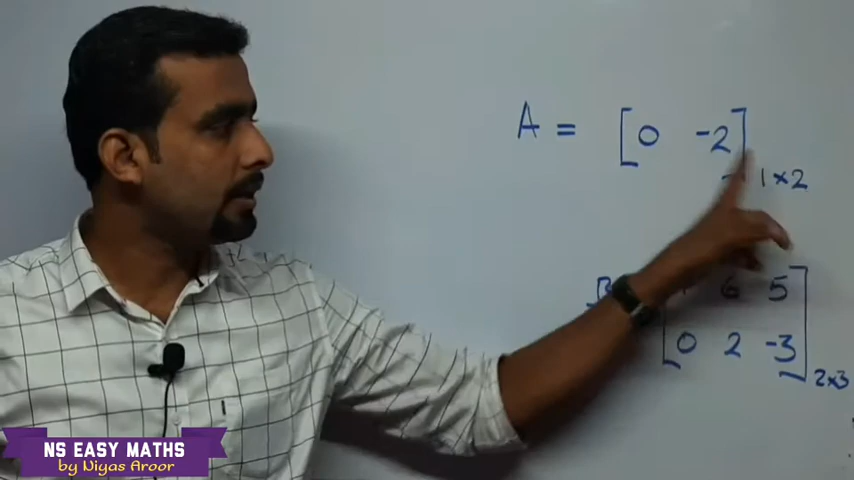 A = [ 0 -2 ] 1×2
6 5
0 2 -3 ] 2×3
NS EASY MATHS
by Niyas Aroor